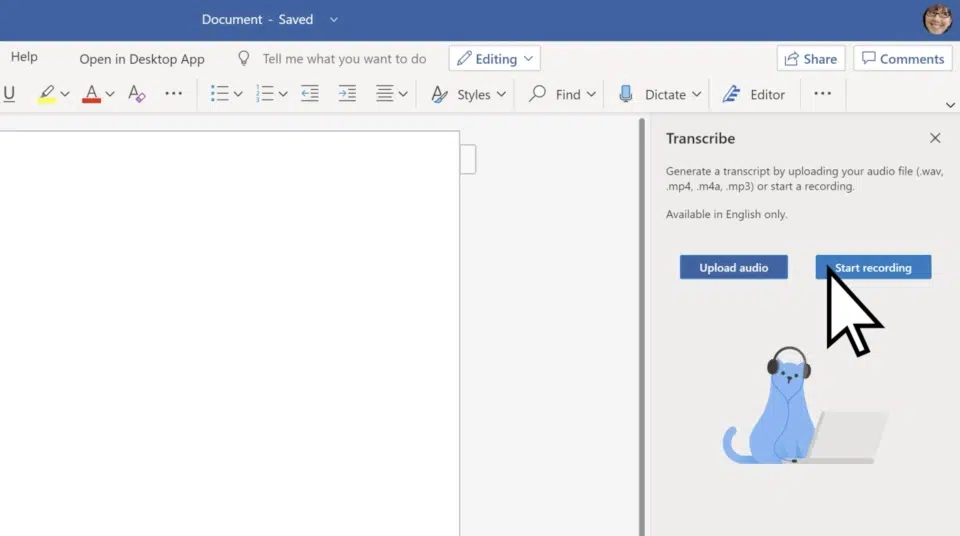 Document - Saved
Help Open in Desktop App Tell me what you want to do Editing Share Comments
U A A Styles Find Dictate Editor
Transcribe
Generate a transcript by uploading your audio file (.wav,
.mp4, .m4a, .mp3) or start a recording.
Available in English only.
Upload audio Start recording